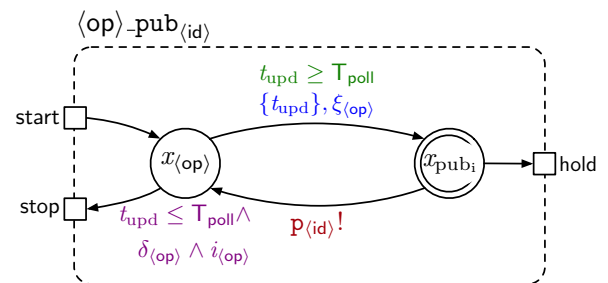 ⟨op⟩_pub⟨id⟩
t_upd ≥ T_poll
{t_upd}, ξ⟨op⟩
start
x⟨op⟩
x_pub_i
hold
stop
t_upd ≤ T_poll ∧
δ⟨op⟩ ∧ i⟨op⟩
p⟨id⟩!